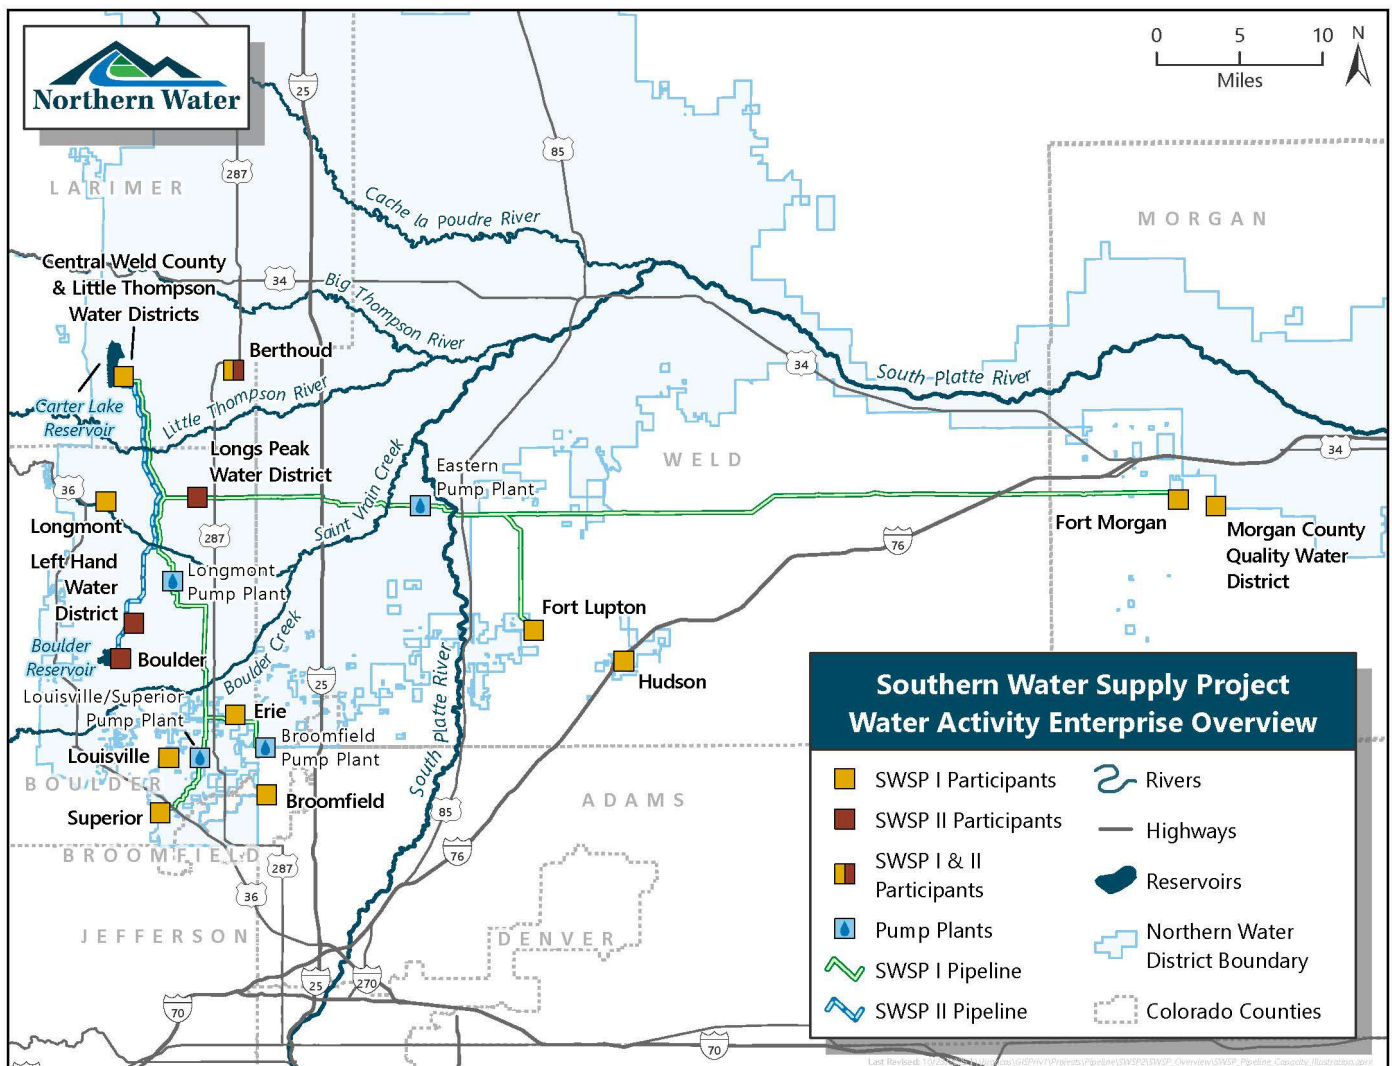 Northern Water
0 5 10
Miles
N
25
85
287
LARIMER
Cache la Poudre River
MORGAN
Central Weld County
& Little Thompson
Water Districts
34
Big Thompson River
Berthoud
34
South Platte River
Carter Lake
Reservoir
Little Thompson River
Longs Peak
Water District
Saint Vrain Creek
Eastern
Pump Plant
WELD
34
36
Longmont
287
Fort Morgan
Morgan County
Quality Water
District
76
Left Hand
Water
District
Longmont
Pump Plant
Fort Lupton
Boulder
Reservoir
Boulder
Boulder Creek
South Platte River
Hudson
25
Louisville/Superior
Pump Plant
Erie
Broomfield
Pump Plant
Louisville
BOULDER
Superior
Broomfield
ADAMS
85
76
BROOMFIELD
287
36
JEFFERSON
DENVER
25
270
70
70
Southern Water Supply Project
Water Activity Enterprise Overview
SWSP I Participants
SWSP II Participants
SWSP I & II
Participants
Pump Plants
SWSP I Pipeline
SWSP II Pipeline
Rivers
Highways
Reservoirs
Northern Water
District Boundary
Colorado Counties
Last Revised: